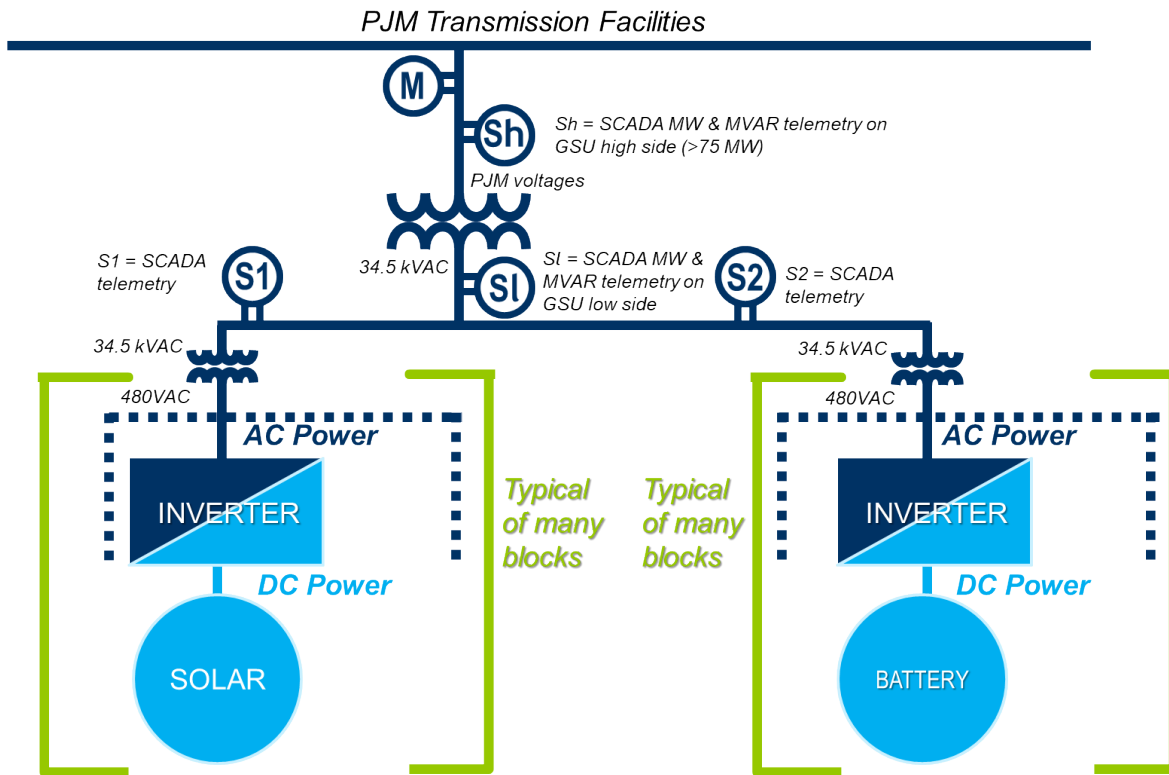 PJM Transmission Facilities
M
Sh
Sh = SCADA MW & MVAR telemetry on
GSU high side (>75 MW)
PJM voltages
34.5 kVAC
Sl
Sl = SCADA MW &
MVAR telemetry on
GSU low side
S1 = SCADA
telemetry
S1
S2
S2 = SCADA
telemetry
34.5 kVAC
480VAC
AC Power
INVERTER
DC Power
SOLAR
Typical
of many
blocks
Typical
of many
blocks
34.5 kVAC
480VAC
AC Power
INVERTER
DC Power
BATTERY